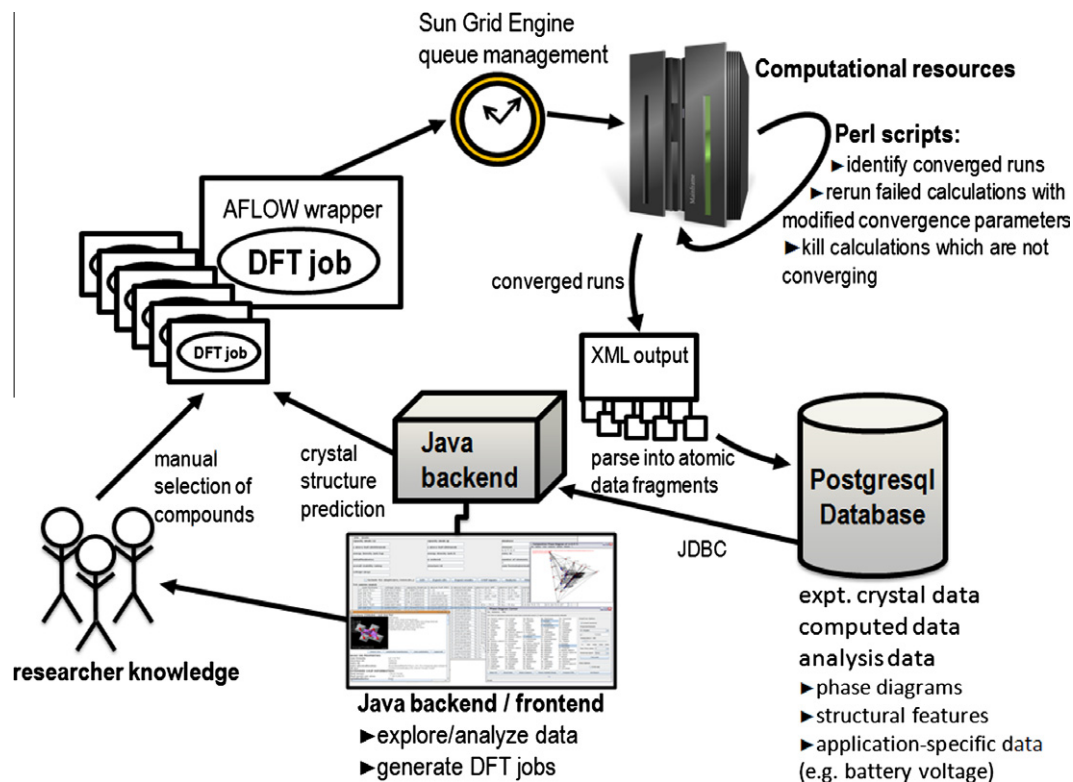 Sun Grid Engine
queue management
Computational resources
Mainframe
Perl scripts:
►identify converged runs
►rerun failed calculations with
modified convergence parameters
►kill calculations which are not
converging
AFLOW wrapper
DFT job
DFT job
converged runs
XML output
parse into atomic
data fragments
Java
backend
crystal
structure
prediction
manual
selection of
compounds
researcher knowledge
JDBC
Postgresql
Database
expt. crystal data
computed data
analysis data
►phase diagrams
►structural features
►application-specific data
(e.g. battery voltage)
Java backend / frontend
►explore/analyze data
►generate DFT jobs